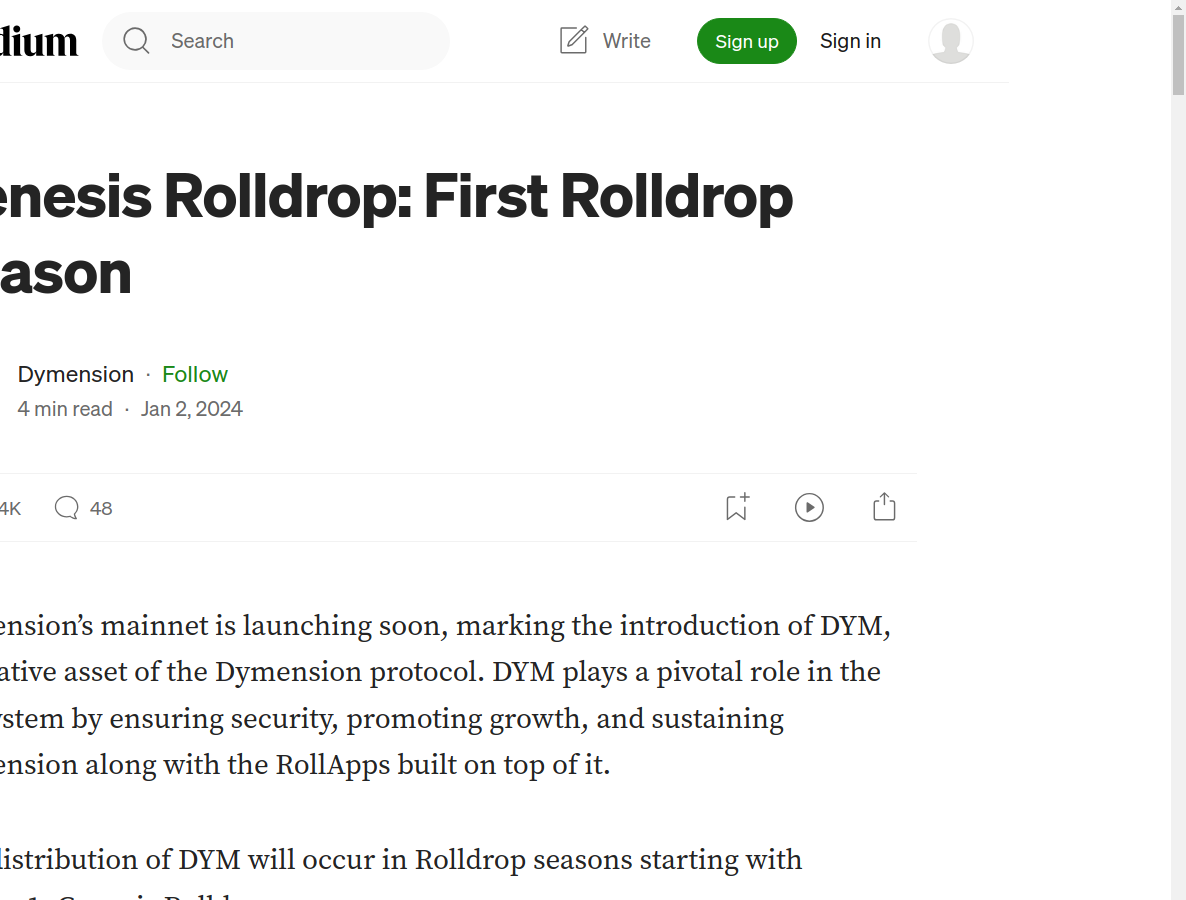 dium
Search
Write
Sign up
Sign in
enesis Rolldrop: First Rolldrop
ason
Dymension · Follow
4 min read · Jan 2, 2024
4K
48
ension’s mainnet is launching soon, marking the introduction of DYM,
ative asset of the Dymension protocol. DYM plays a pivotal role in the
ystem by ensuring security, promoting growth, and sustaining
ension along with the RollApps built on top of it.
distribution of DYM will occur in Rolldrop seasons starting with